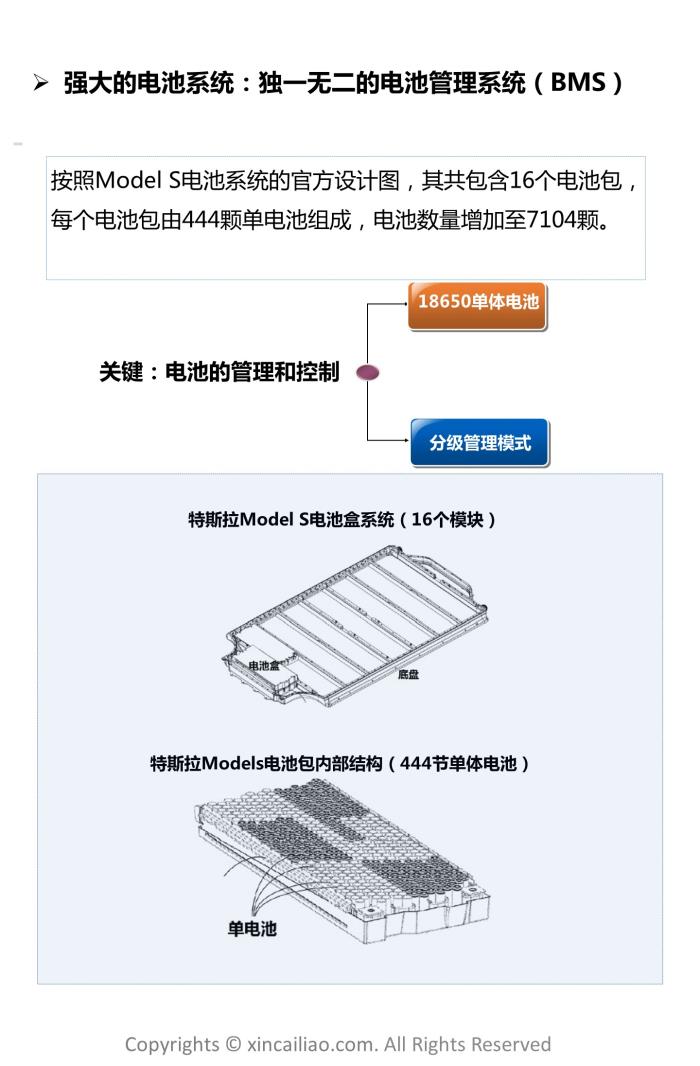 强大的电池系统：独一无二的电池管理系统（BMS）
按照Model S电池系统的官方设计图，其共包含16个电池包，
每个电池包由444颗单电池组成，电池数量增加至7104颗。
18650单体电池
关键：电池的管理和控制
分级管理模式
特斯拉Model S电池盒系统（16个模块）
电池盒
底盘
特斯拉Models电池包内部结构（444节单体电池）
单电池
Copyrights © xincailiao.com. All Rights Reserved